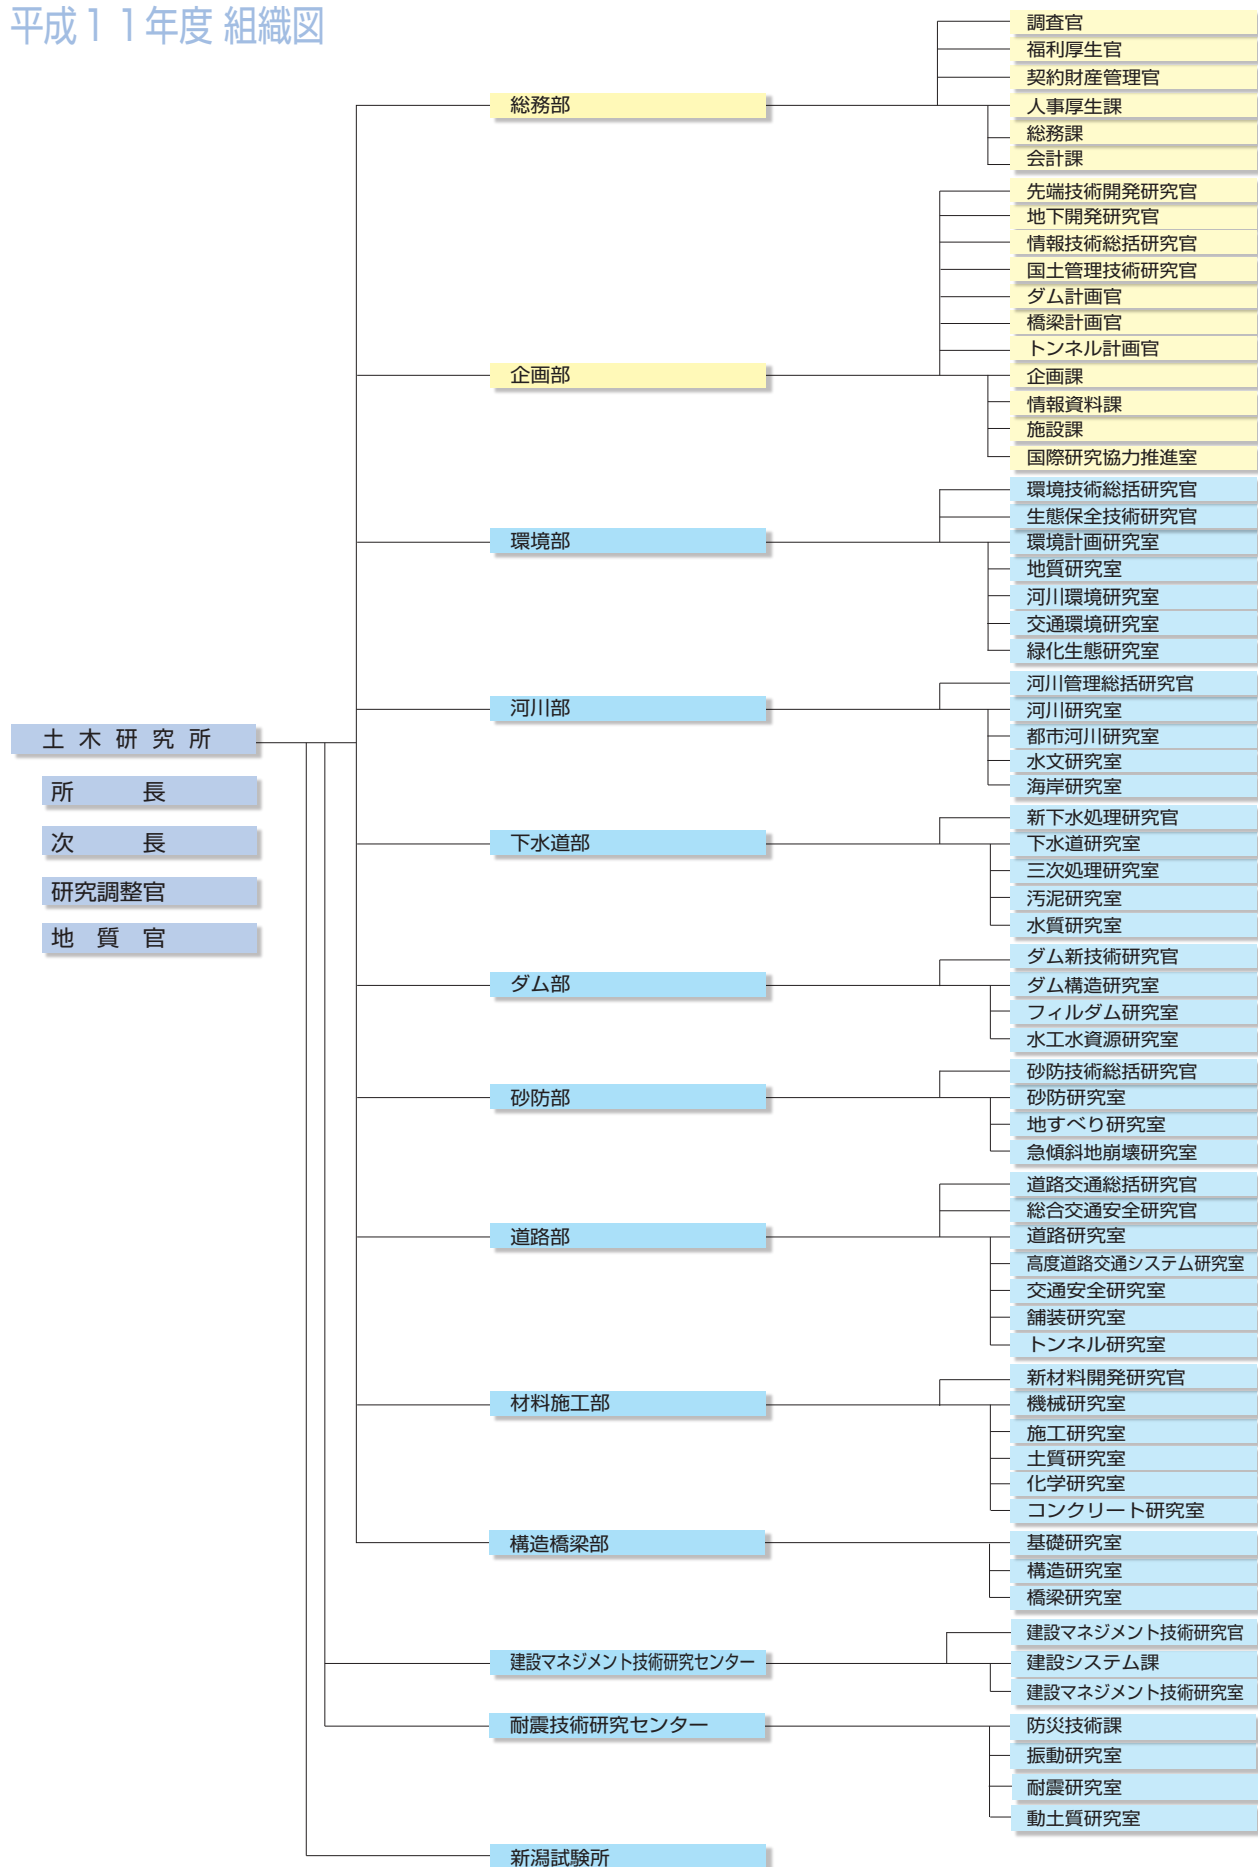 平成１１年度 組織図
土木研究所
所長
次長
研究調整官
地質官
総務部
調査官
福利厚生官
契約財産管理官
人事厚生課
総務課
会計課
企画部
先端技術開発研究官
地下開発研究官
情報技術総括研究官
国土管理技術研究官
ダム計画官
橋梁計画官
トンネル計画官
企画課
情報資料課
施設課
国際研究協力推進室
環境部
環境技術総括研究官
生態保全技術研究官
環境計画研究室
地質研究室
河川環境研究室
交通環境研究室
緑化生態研究室
河川部
河川管理総括研究官
河川研究室
都市河川研究室
水文研究室
海岸研究室
下水道部
新下水処理研究官
下水道研究室
三次処理研究室
汚泥研究室
水質研究室
ダム部
ダム新技術研究官
ダム構造研究室
フィルダム研究室
水工水資源研究室
砂防部
砂防技術総括研究官
砂防研究室
地すべり研究室
急傾斜地崩壊研究室
道路部
道路交通総括研究官
総合交通安全研究官
道路研究室
高度道路交通システム研究室
交通安全研究室
舗装研究室
トンネル研究室
材料施工部
新材料開発研究官
機械研究室
施工研究室
土質研究室
化学研究室
コンクリート研究室
構造橋梁部
基礎研究室
構造研究室
橋梁研究室
建設マネジメント技術研究センター
建設マネジメント技術研究官
建設システム課
建設マネジメント技術研究室
耐震技術研究センター
防災技術課
振動研究室
耐震研究室
動土質研究室
新潟試験所